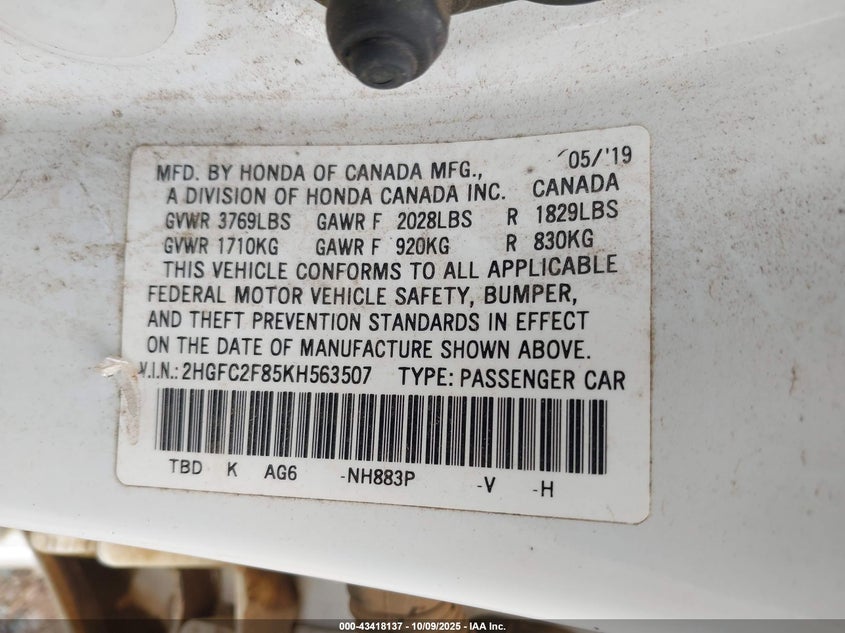 MFD. BY HONDA OF CANADA MFG., 05/'19
A DIVISION OF HONDA CANADA INC. CANADA
GVWR 3769LBS GAWR F 2028LBS R 1829LBS
GVWR 1710KG GAWR F 920KG R 830KG
THIS VEHICLE CONFORMS TO ALL APPLICABLE
FEDERAL MOTOR VEHICLE SAFETY, BUMPER,
AND THEFT PREVENTION STANDARDS IN EFFECT
ON THE DATE OF MANUFACTURE SHOWN ABOVE.
V.I.N.: 2HGFC2F85KH563507 TYPE: PASSENGER CAR
TBD K AG6 -NH883P -V -H
000-43418137 - 10/09/2025 - IAA Inc.